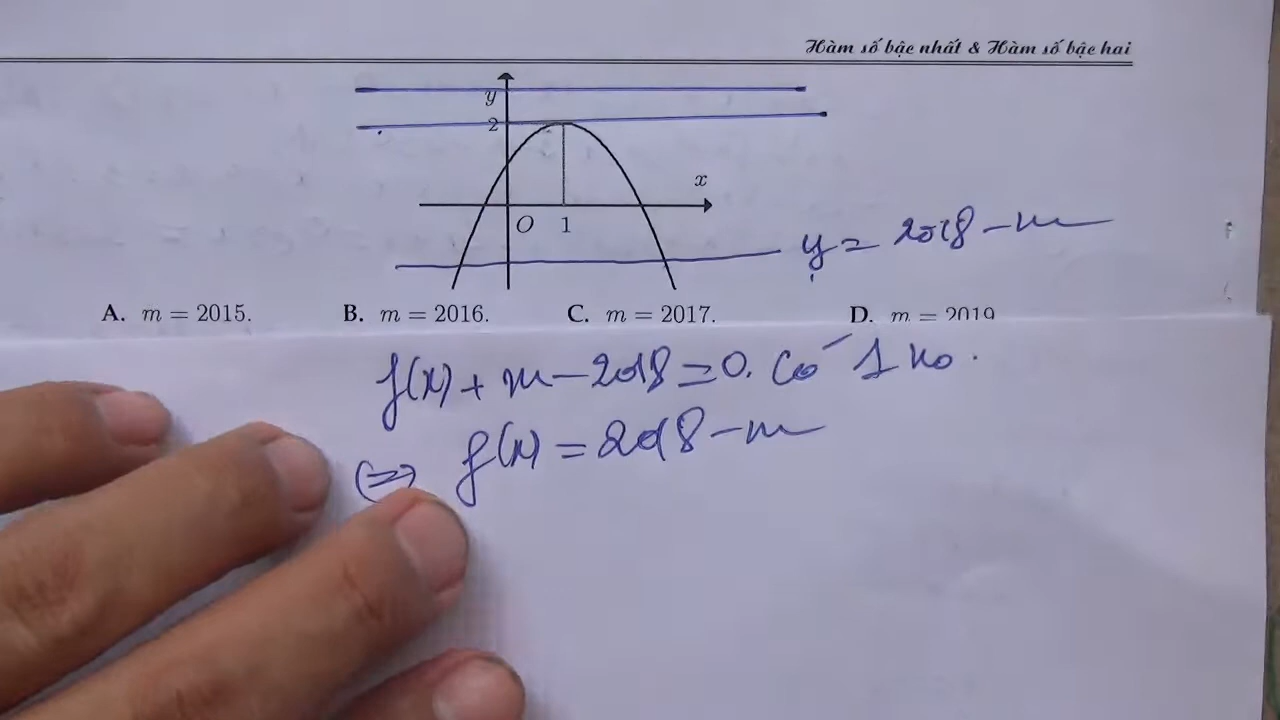 Hàm số bậc nhất & Hàm số bậc hai
y
2
x
O 1
y = 2018 - m
A. m = 2015. B. m = 2016. C. m = 2017. D. m = 2019
f(x) + m - 2018 = 0. Có 1 no.
(=) f(x) = 2018 - m